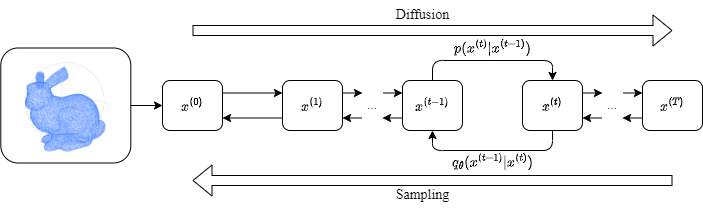 Diffusion
p(x^{(t)}|x^{(t-1)})
x^{(0)} x^{(1)} ... x^{(t-1)} x^{(t)} ... x^{(T)}
q_θ(x^{(t-1)}|x^{(t)})
Sampling